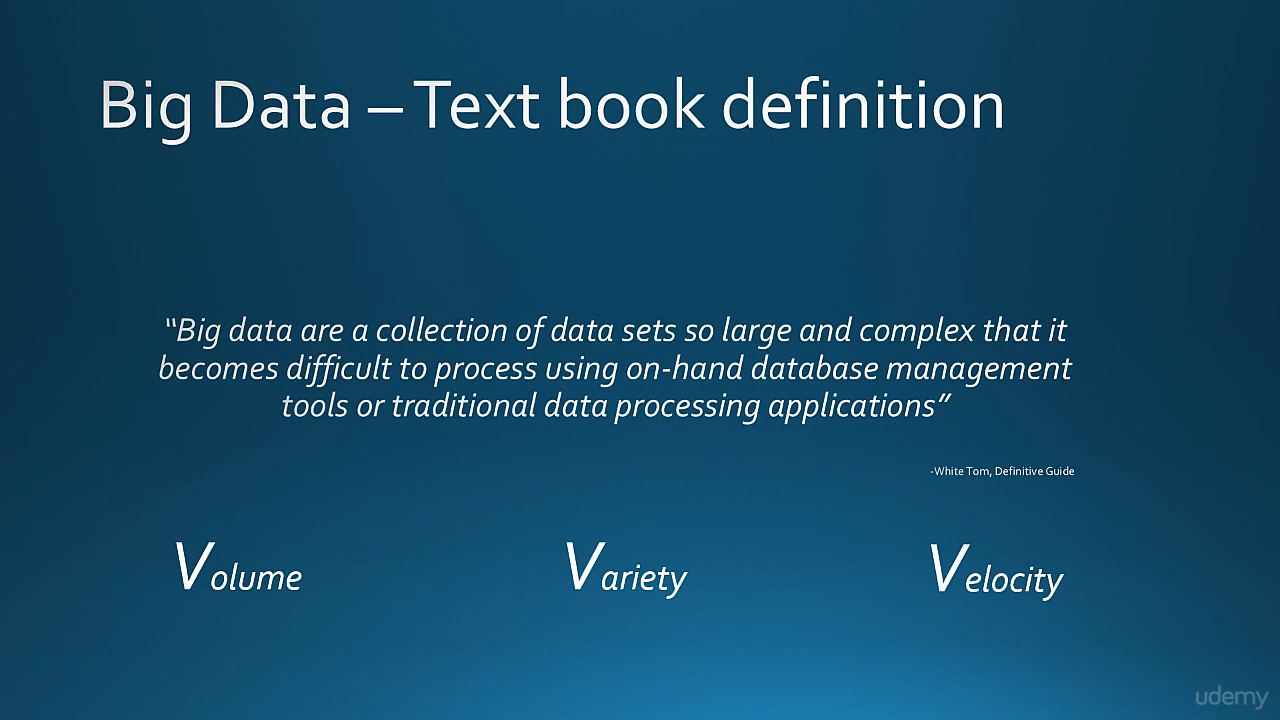 Big Data – Text book definition
“Big data are a collection of data sets so large and complex that it
becomes difficult to process using on-hand database management
tools or traditional data processing applications”
-White Tom, Definitive Guide
Volume Variety Velocity
udemy